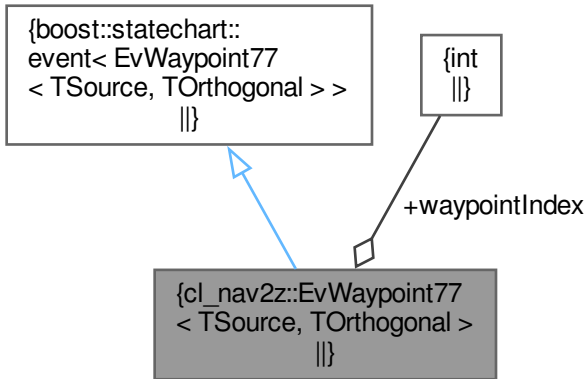 {boost::statechart::
event< EvWaypoint77
< TSource, TOrthogonal > >
||}
{int
||}
+waypointIndex
{cl_nav2z::EvWaypoint77
< TSource, TOrthogonal >
||}